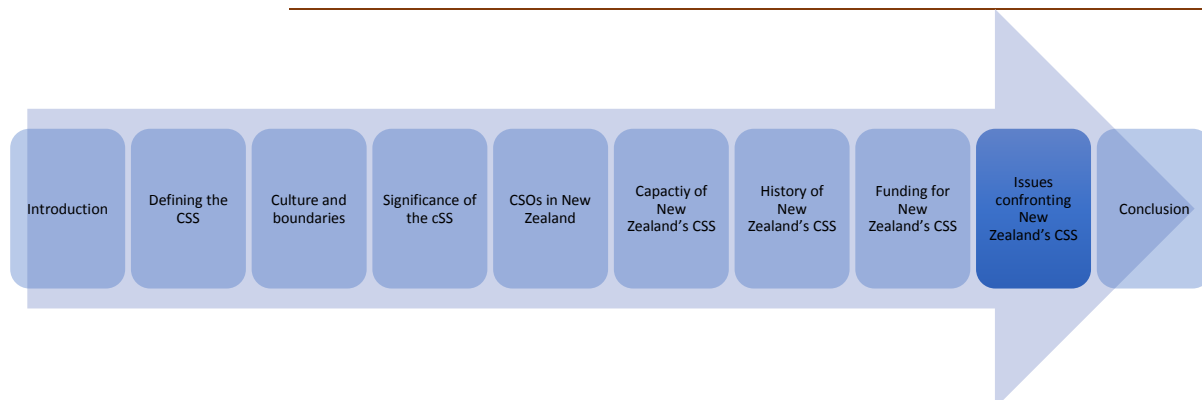 Introduction
Defining the
CSS
Culture and
boundaries
Significance of
the cSS
CSOs in New
Zealand
Capactiy of
New
Zealand's CSS
History of
New
Zealand's CSS
Funding for
New
Zealand's CSS
Issues
confronting
New
Zealand's CSS
Conclusion